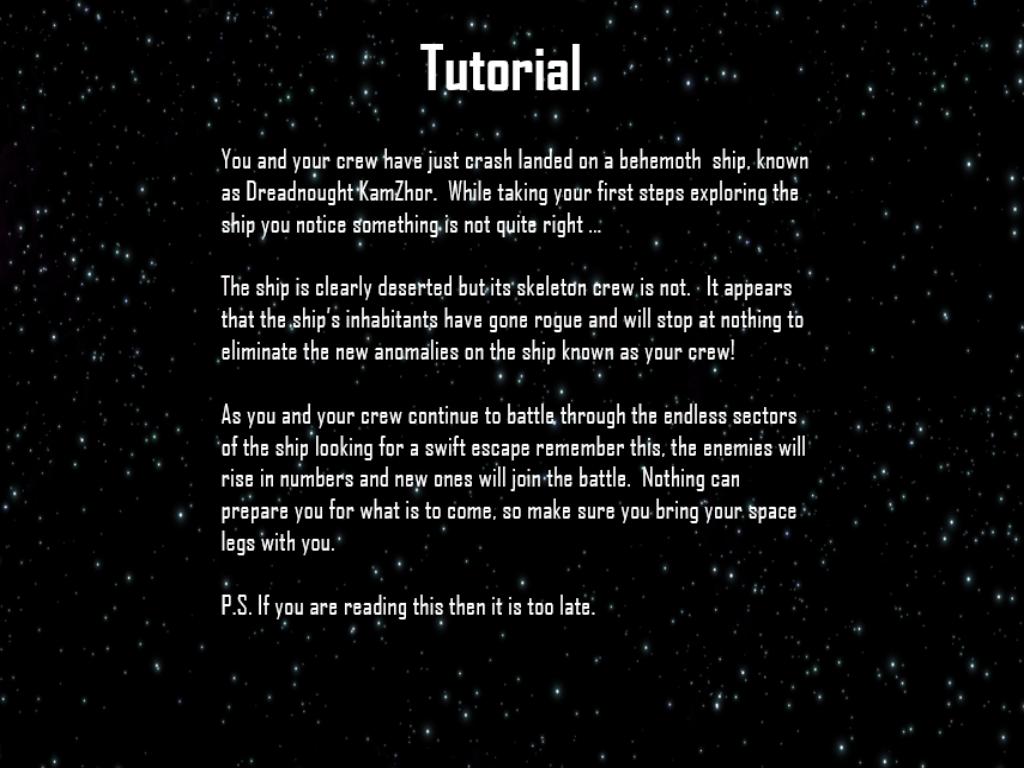 Tutorial
You and your crew have just crash landed on a behemoth  ship, known
as Dreadnought KamZhor.  While taking your first steps exploring the
ship you notice something is not quite right ...
The ship is clearly deserted but its skeleton crew is not.   It appears
that the ship's inhabitants have gone rogue and will stop at nothing to
eliminate the new anomalies on the ship known as your crew!
As you and your crew continue to battle through the endless sectors
of the ship looking for a swift escape remember this, the enemies will
rise in numbers and new ones will join the battle.  Nothing can
prepare you for what is to come, so make sure you bring your space
legs with you.
P.S. If you are reading this then it is too late.